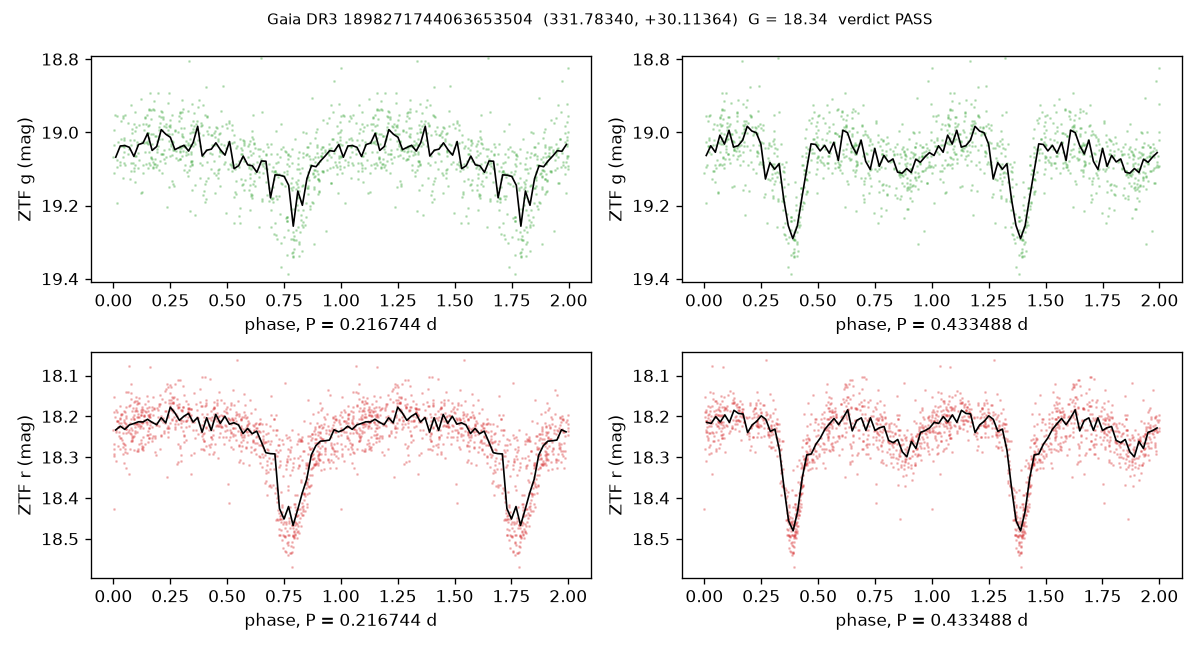 Gaia DR3 1898271744063653504  (331.78340, +30.11364)  G = 18.34  verdict PASS
18.8
19.0
19.2
19.4
ZTF g (mag)
0.00 0.25 0.50 0.75 1.00 1.25 1.50 1.75 2.00
phase, P = 0.216744 d
18.8
19.0
19.2
19.4
ZTF g (mag)
0.00 0.25 0.50 0.75 1.00 1.25 1.50 1.75 2.00
phase, P = 0.433488 d
18.1
18.2
18.3
18.4
18.5
ZTF r (mag)
0.00 0.25 0.50 0.75 1.00 1.25 1.50 1.75 2.00
phase, P = 0.216744 d
18.1
18.2
18.3
18.4
18.5
ZTF r (mag)
0.00 0.25 0.50 0.75 1.00 1.25 1.50 1.75 2.00
phase, P = 0.433488 d